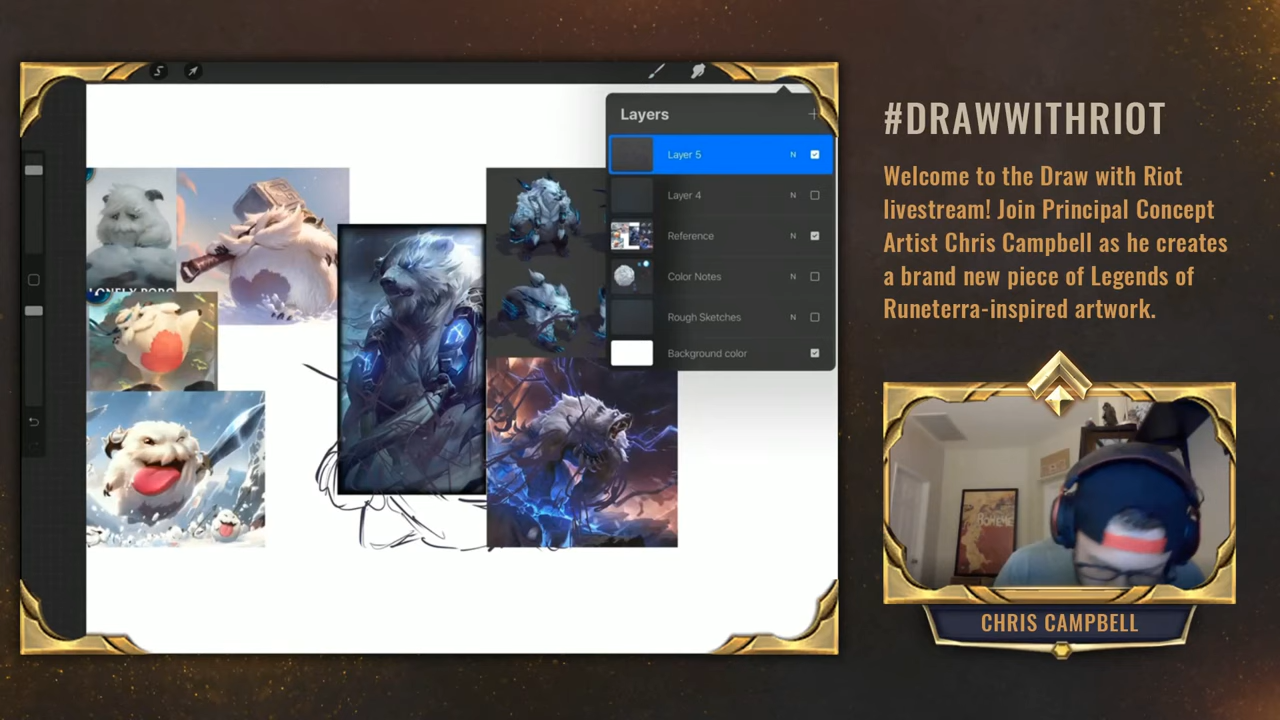 #DRAWWITHRIOT
Welcome to the Draw with Riot
livestream! Join Principal Concept
Artist Chris Campbell as he creates
a brand new piece of Legends of
Runeterra-inspired artwork.
Layers
Layer 5 N
Layer 4 N
Reference N
Color Notes N
Rough Sketches N
Background color
LONELY PORO
CHRIS CAMPBELL